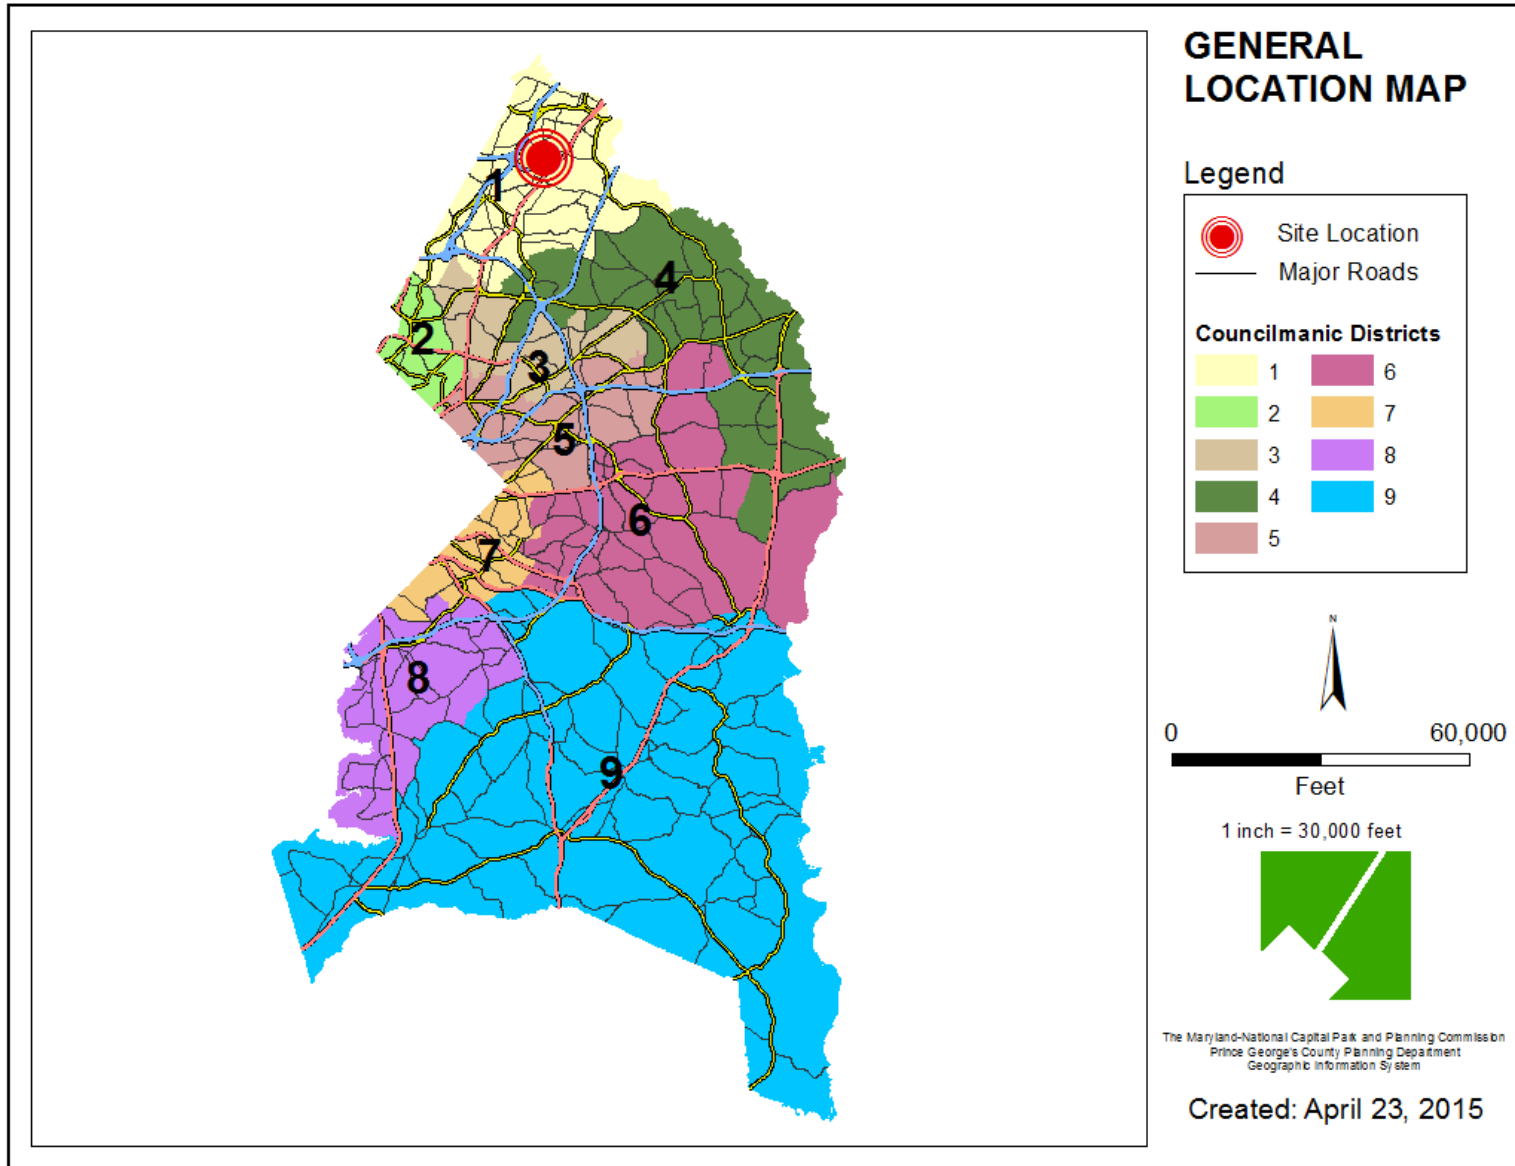 GENERAL
LOCATION MAP
Legend
Site Location
Major Roads
Councilmanic Districts
1 6
2 7
3 8
4 9
5
N
0 60,000
Feet
1 inch = 30,000 feet
The Maryland-National Capital Park and Planning Commission
Prince George's County Planning Department
Geographic Information System
Created: April 23, 2015
1
4
2
3
5
6
7
8
9